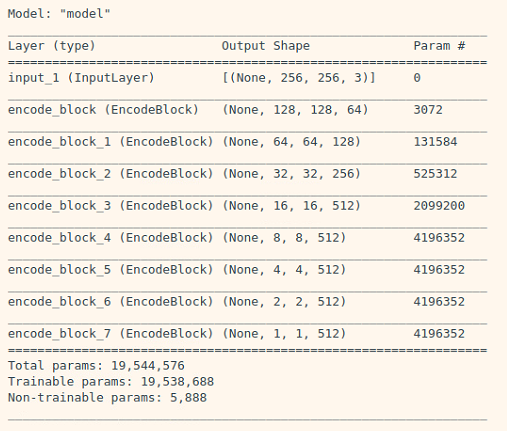 Model: "model"
Layer (type) Output Shape Param #
input_1 (InputLayer) [(None, 256, 256, 3)] 0
encode_block (EncodeBlock) (None, 128, 128, 64) 3072
encode_block_1 (EncodeBlock) (None, 64, 64, 128) 131584
encode_block_2 (EncodeBlock) (None, 32, 32, 256) 525312
encode_block_3 (EncodeBlock) (None, 16, 16, 512) 2099200
encode_block_4 (EncodeBlock) (None, 8, 8, 512) 4196352
encode_block_5 (EncodeBlock) (None, 4, 4, 512) 4196352
encode_block_6 (EncodeBlock) (None, 2, 2, 512) 4196352
encode_block_7 (EncodeBlock) (None, 1, 1, 512) 4196352
Total params: 19,544,576
Trainable params: 19,538,688
Non-trainable params: 5,888